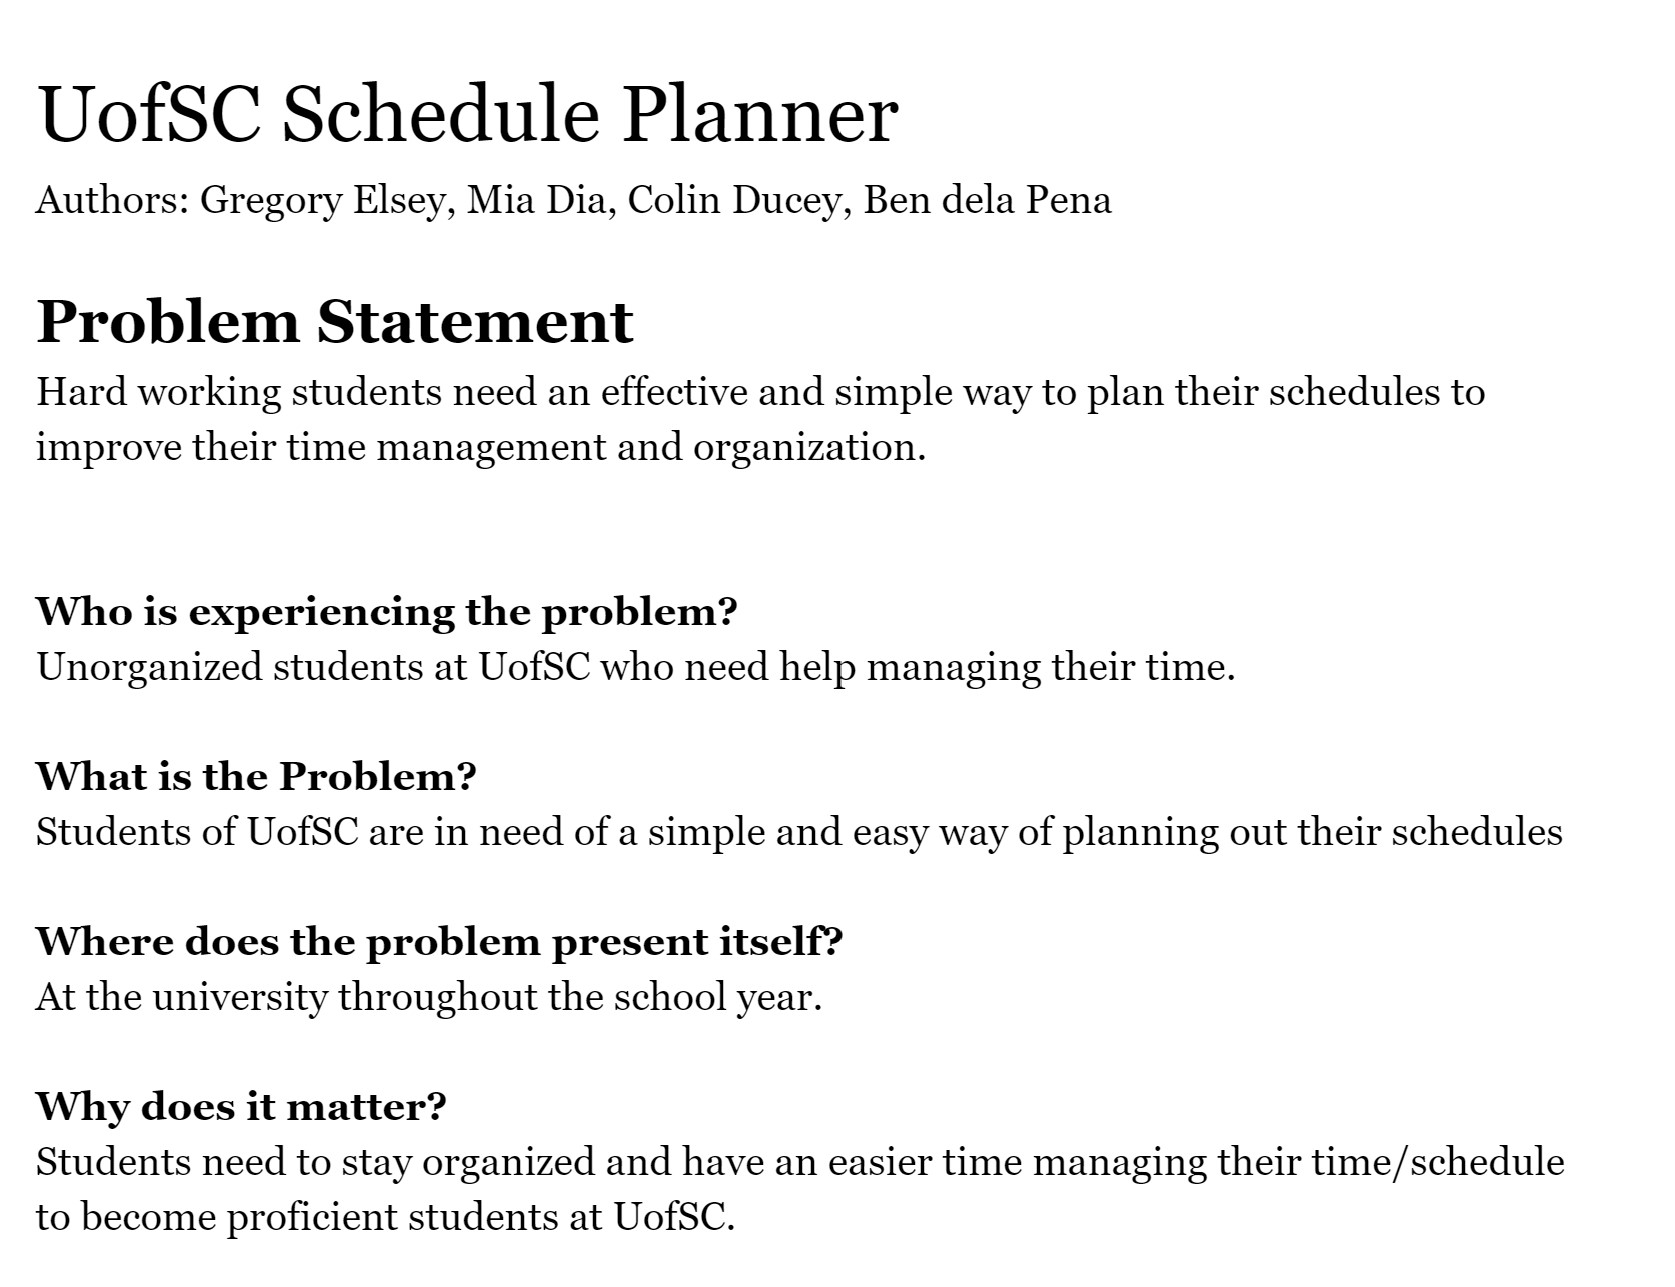 UofSC Schedule Planner
Authors: Gregory Elsey, Mia Dia, Colin Ducey, Ben dela Pena
Problem Statement
Hard working students need an effective and simple way to plan their schedules to
improve their time management and organization.
Who is experiencing the problem?
Unorganized students at UofSC who need help managing their time.
What is the Problem?
Students of UofSC are in need of a simple and easy way of planning out their schedules
Where does the problem present itself?
At the university throughout the school year.
Why does it matter?
Students need to stay organized and have an easier time managing their time/schedule
to become proficient students at UofSC.